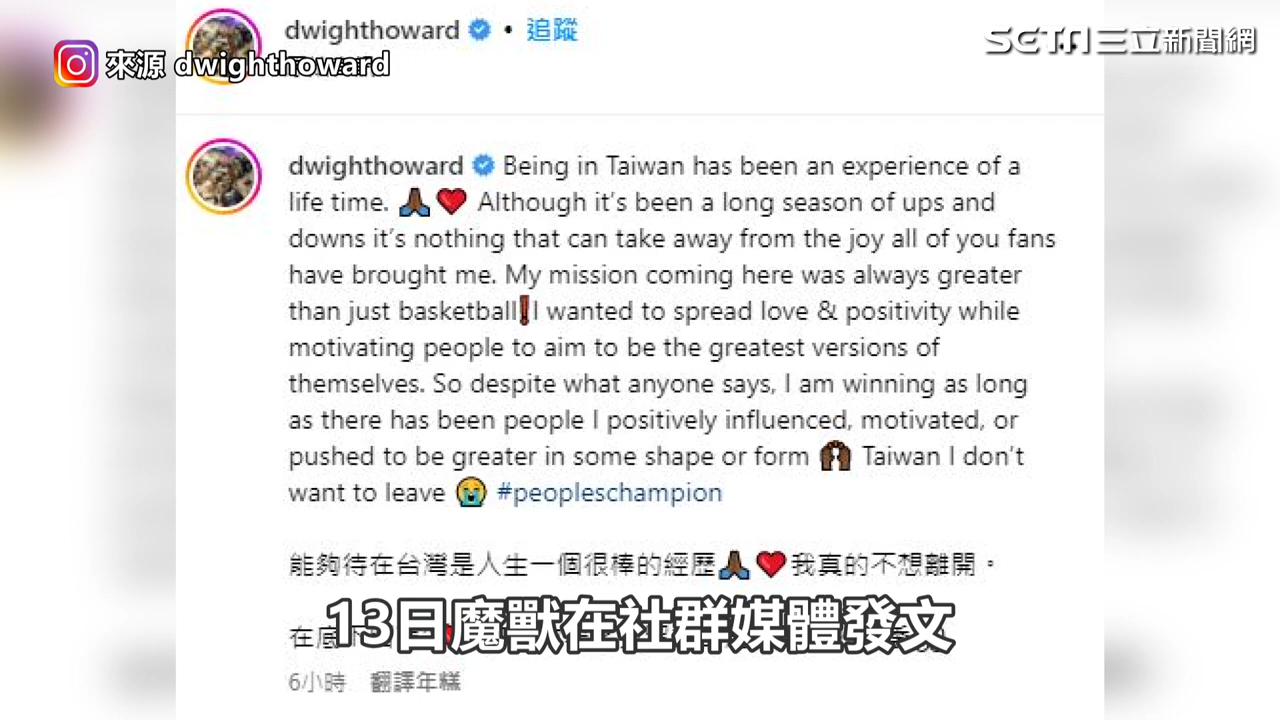 dwighthoward • 追蹤
來源 dwighthoward
SETN三立新聞網
dwighthoward Being in Taiwan has been an experience of a
life time. 🙏🏾❤️ Although it's been a long season of ups and
downs it's nothing that can take away from the joy all of you fans
have brought me. My mission coming here was always greater
than just basketball❗I wanted to spread love & positivity while
motivating people to aim to be the greatest versions of
themselves. So despite what anyone says, I am winning as long
as there has been people I positively influenced, motivated, or
pushed to be greater in some shape or form 🙌🏾 Taiwan I don't
want to leave 😭 #peopleschampion
能夠待在台灣是人生一個很棒的經歷🙏🏾❤️我真的不想離開。
在底
13日魔獸在社群媒體發文
6小時 翻譯年糕